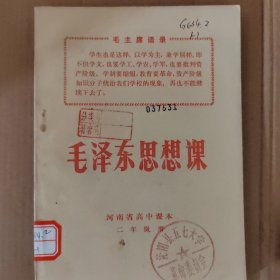 G634.2
毛主席语录
学生也是这样,以学为主,兼学别样,即
不但学文,也要学工、学农、学军,也要批判资
产阶级。学制要缩短,教育要革命,资产阶级
知识分子统治我们学校的现象,再也不能继
续下去了。
037631
毛泽东思想课
河南省高中课本
二年级用